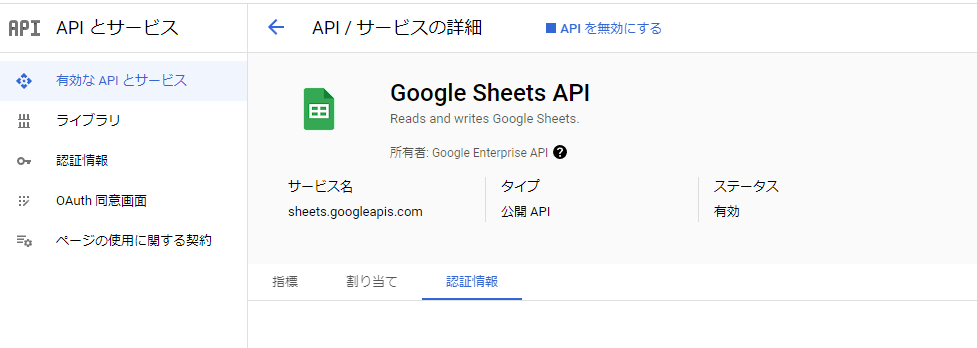 API API とサービス
API / サービスの詳細
API を無効にする
有効な API とサービス
ライブラリ
認証情報
OAuth 同意画面
ページの使用に関する契約
Google Sheets API
Reads and writes Google Sheets.
所有者: Google Enterprise API ?
サービス名
sheets.googleapis.com
タイプ
公開 API
ステータス
有効
指標
割り当て
認証情報